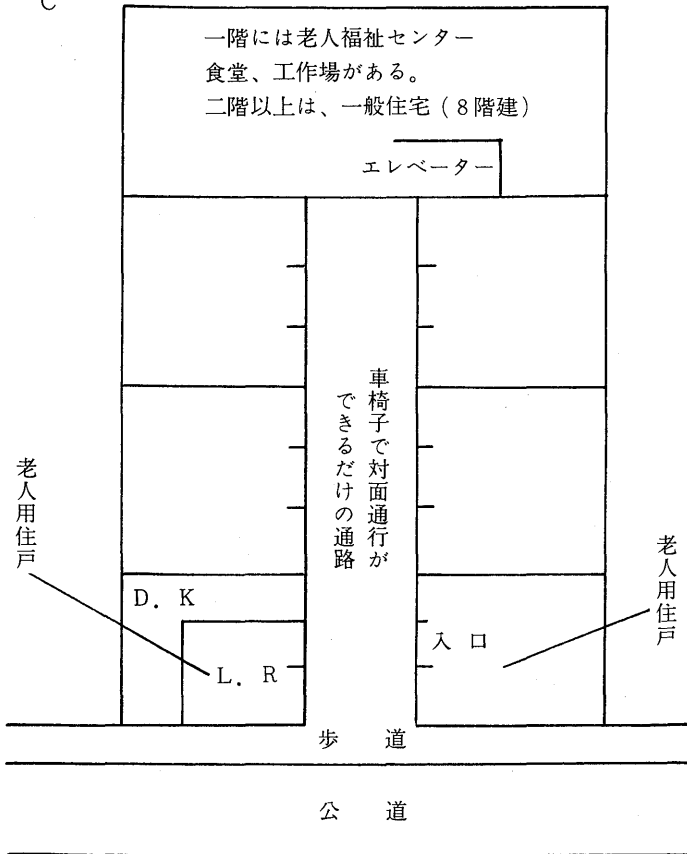 C
一階には老人福祉センター
食堂、工作場がある。
二階以上は、一般住宅(8階建)
エレベーター
車椅子で対面通行が
できるだけの通路
老人用住戸
老人用住戸
D. K
L. R
入口
歩道
公道